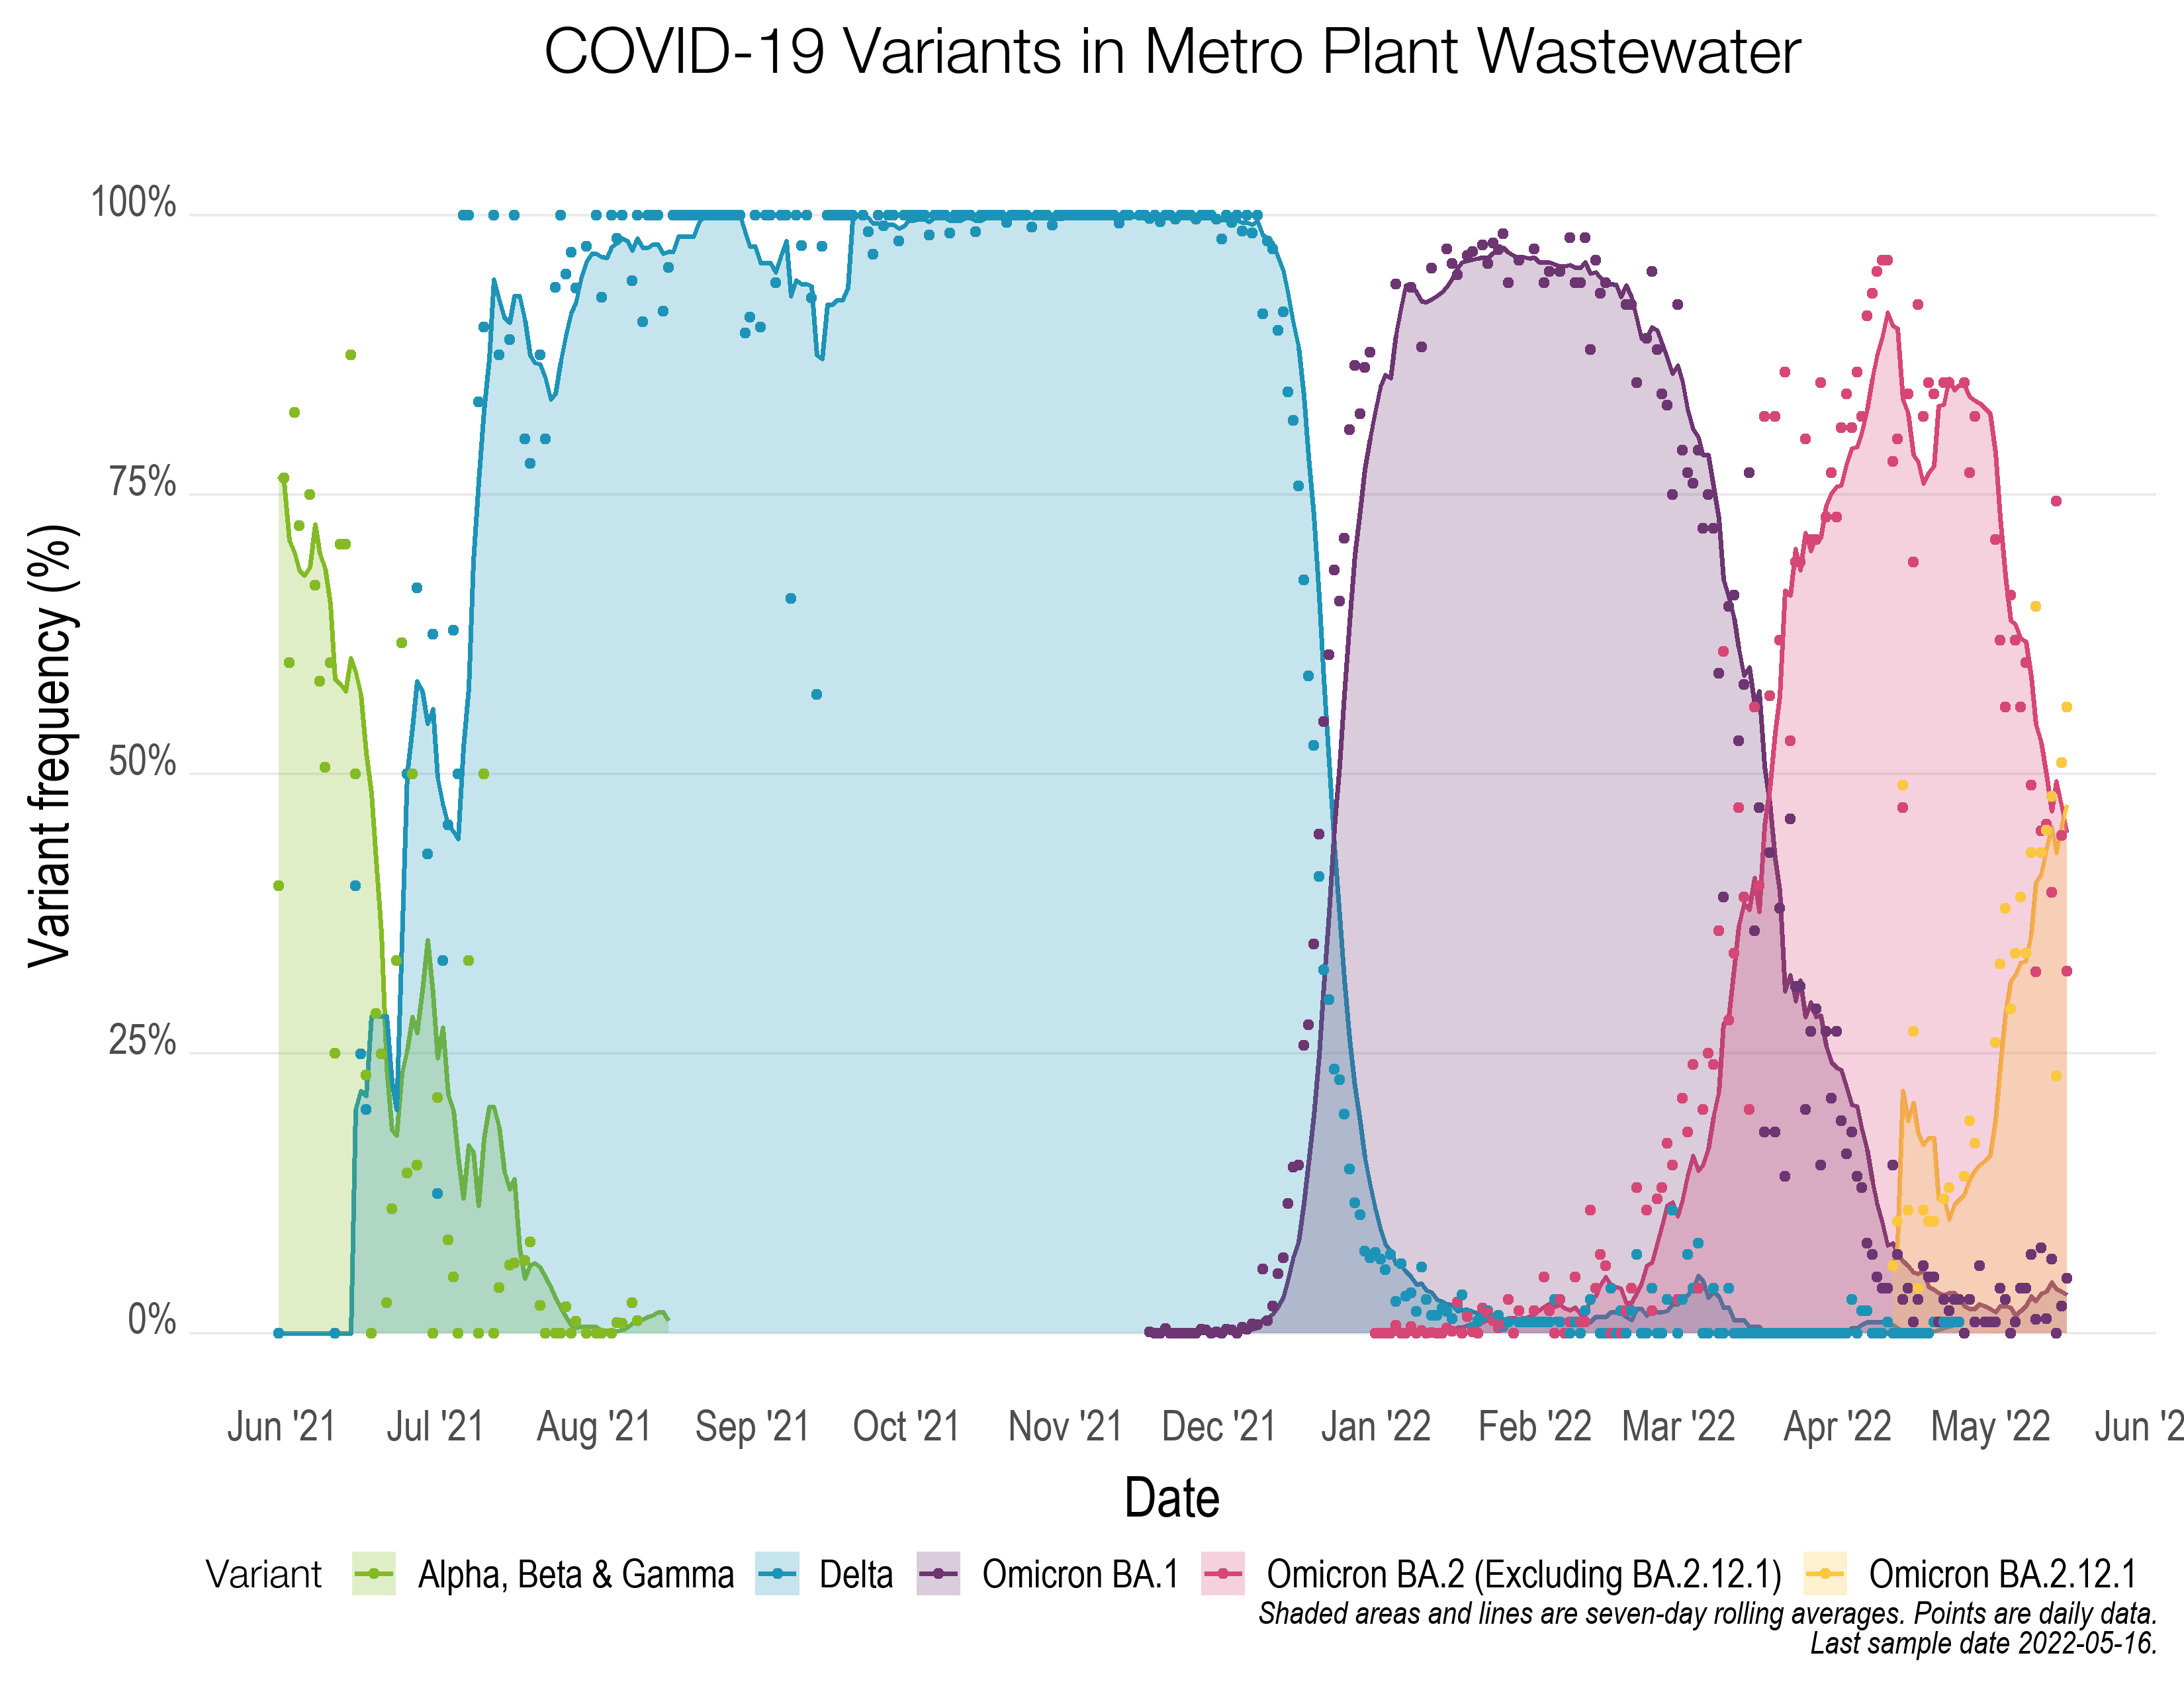 COVID-19 Variants in Metro Plant Wastewater
Variant frequency (%)
100%
75%
50%
25%
0%
Jun '21 Jul '21 Aug '21 Sep '21 Oct '21 Nov '21 Dec '21 Jan '22 Feb '22 Mar '22 Apr '22 May '22 Jun '2
Date
Variant Alpha, Beta & Gamma Delta Omicron BA.1 Omicron BA.2 (Excluding BA.2.12.1) Omicron BA.2.12.1
Shaded areas and lines are seven-day rolling averages. Points are daily data.
Last sample date 2022-05-16.